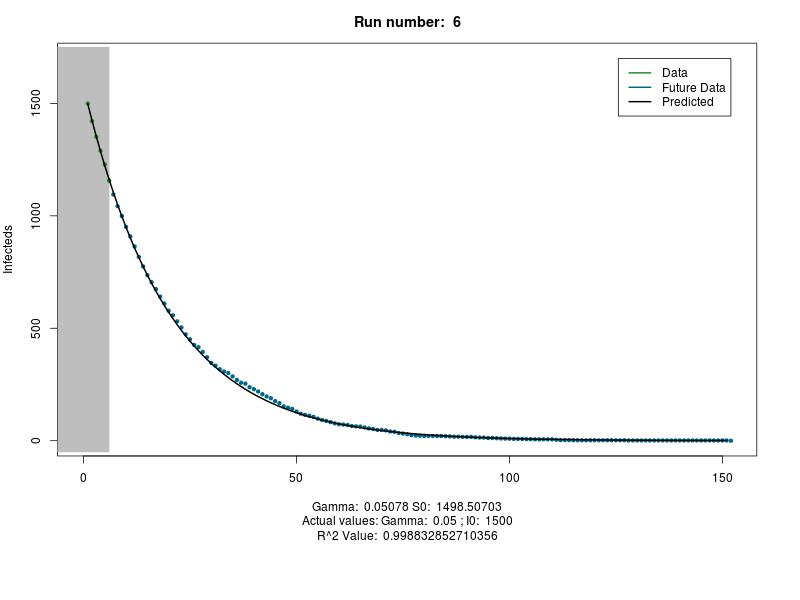 Run number:  6
Data
Future Data
Predicted
Infecteds
1500
1000
500
0
0
50
100
150
Gamma:  0.05078 S0:  1498.50703
Actual values: Gamma:  0.05 ; I0:  1500
R^2 Value:  0.998832852710356